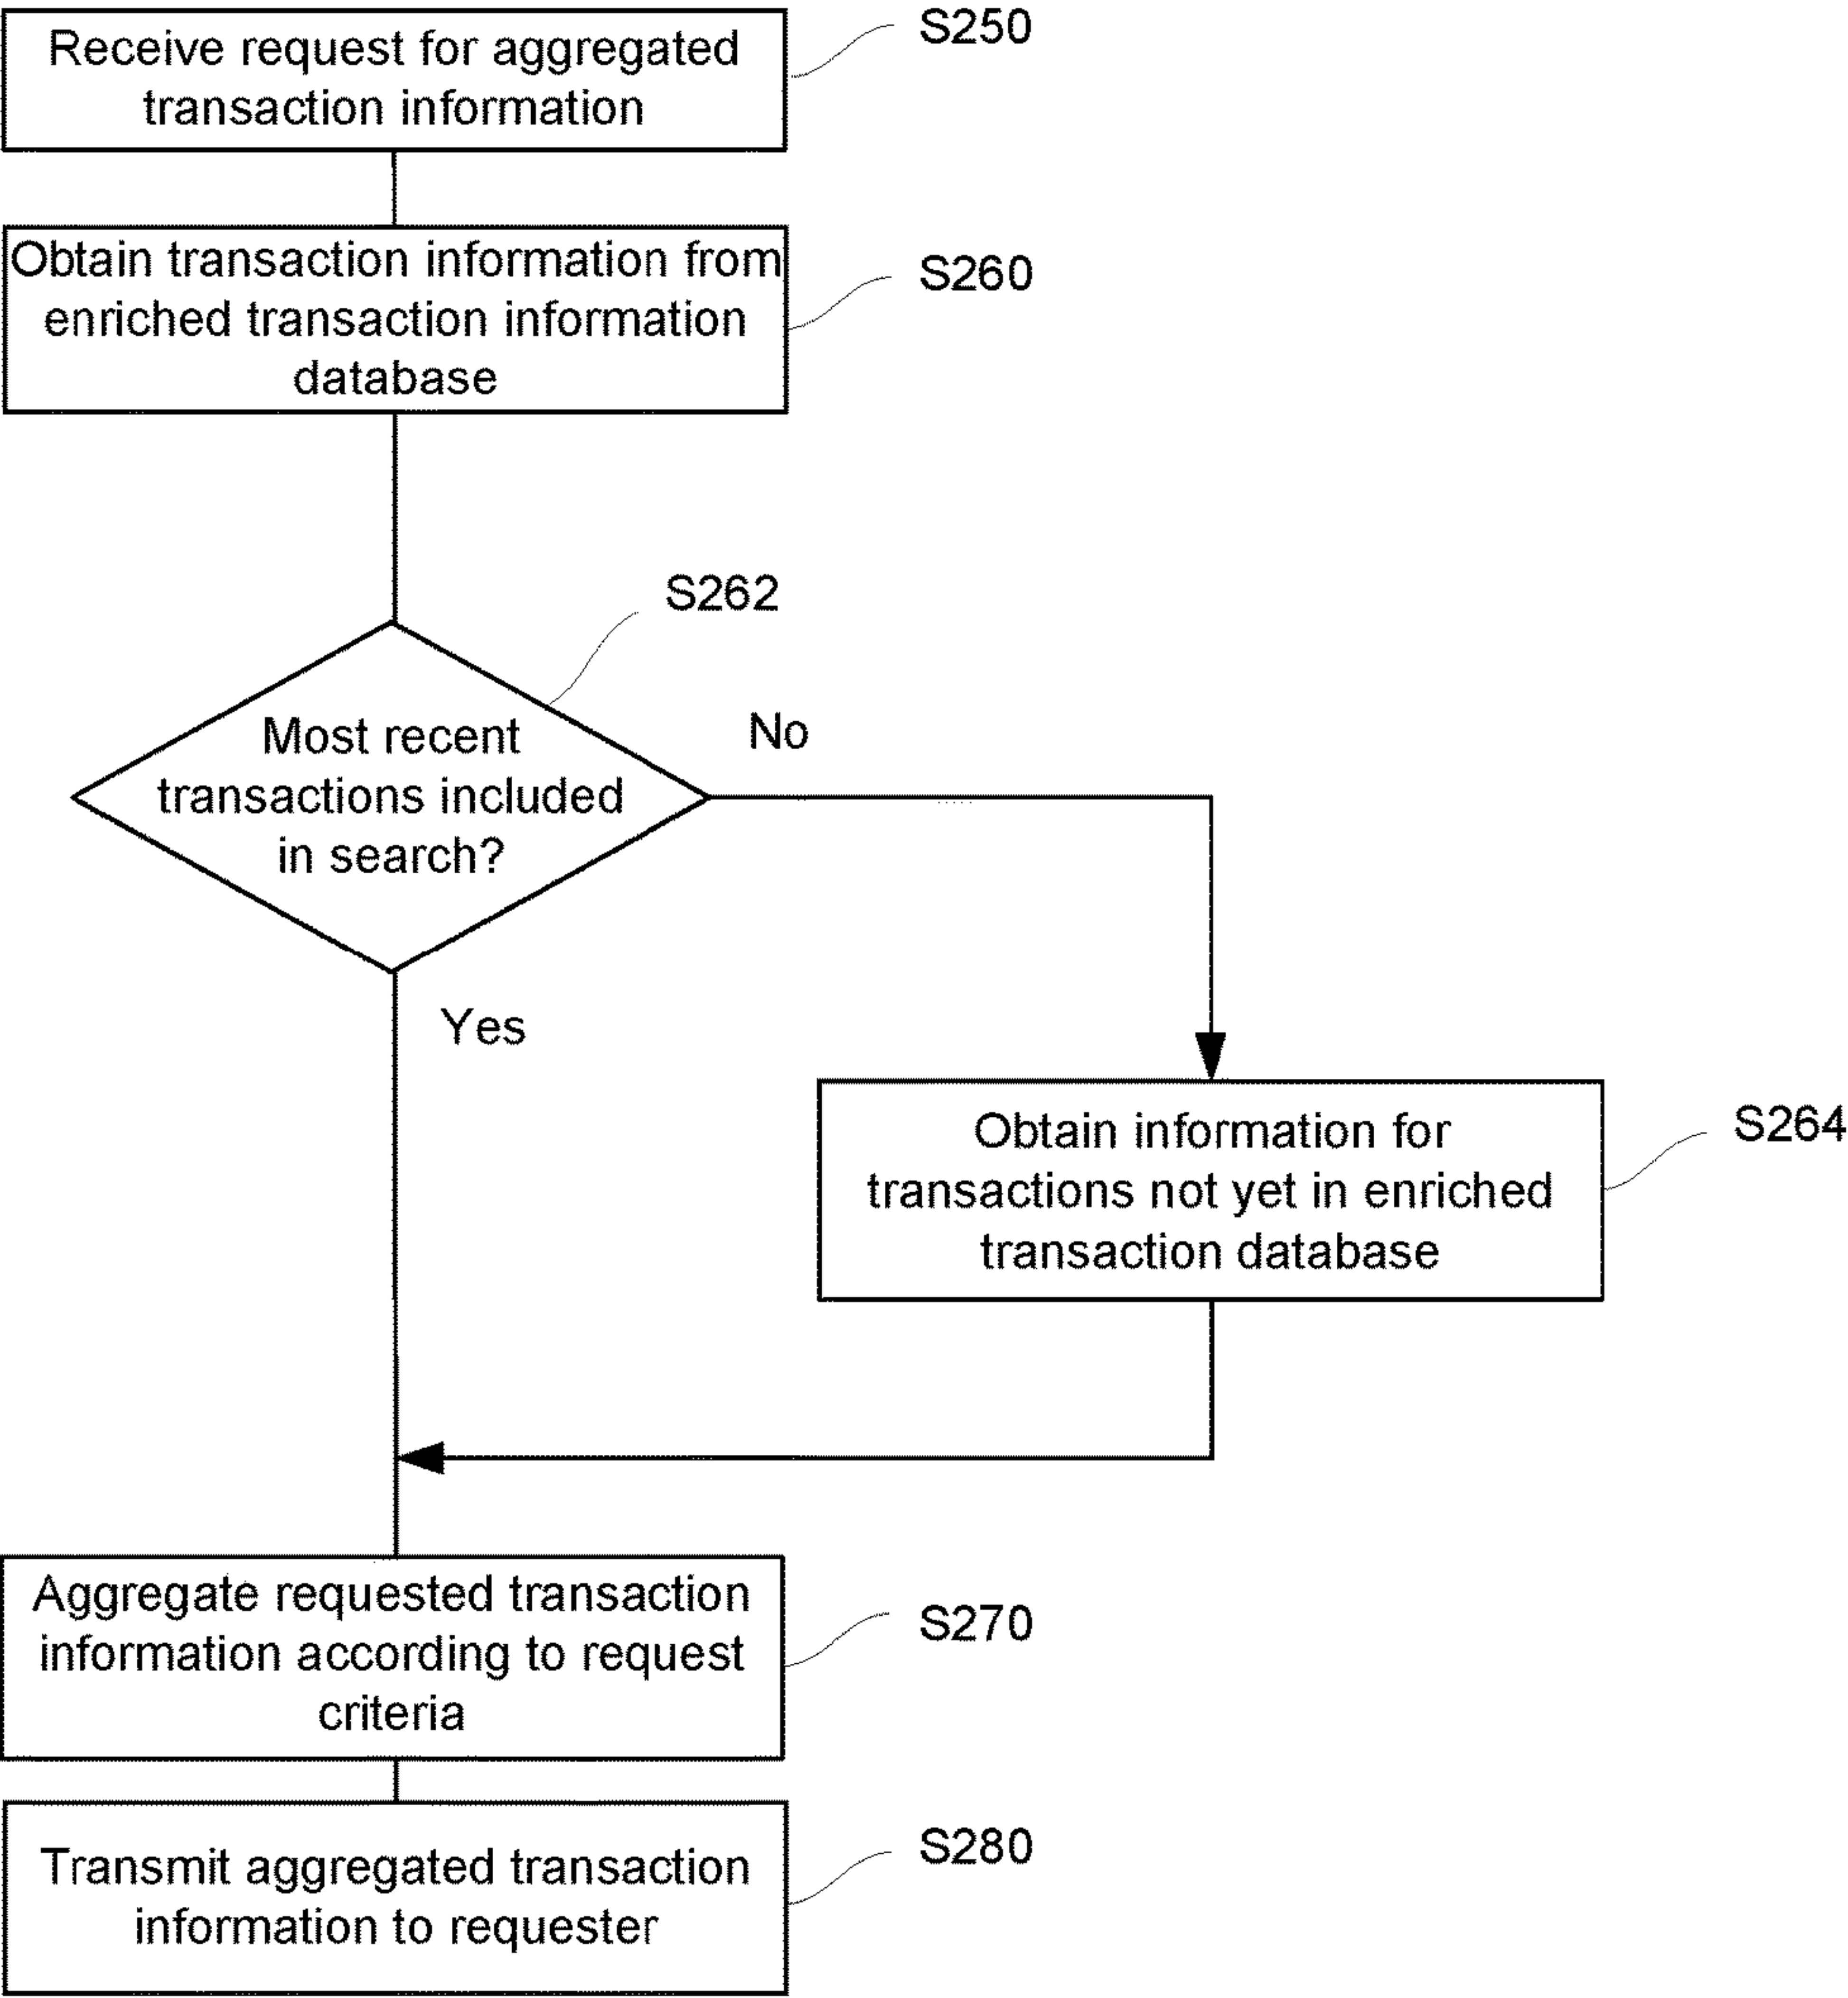 Receive request for aggregated
transaction information
S250
Obtain transaction information from
enriched transaction information
database
S260
S262
Most recent
transactions included
in search?
No
Yes
Obtain information for
transactions not yet in enriched
transaction database
S264
Aggregate requested transaction
information according to request
criteria
S270
Transmit aggregated transaction
information to requester
S280